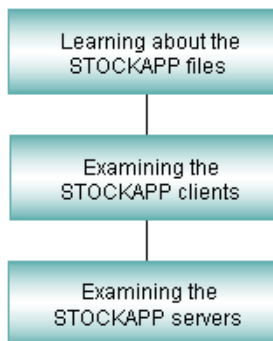 Learning about the
STOCKAPP files
Examining the
STOCKAPP clients
Examining the
STOCKAPP servers